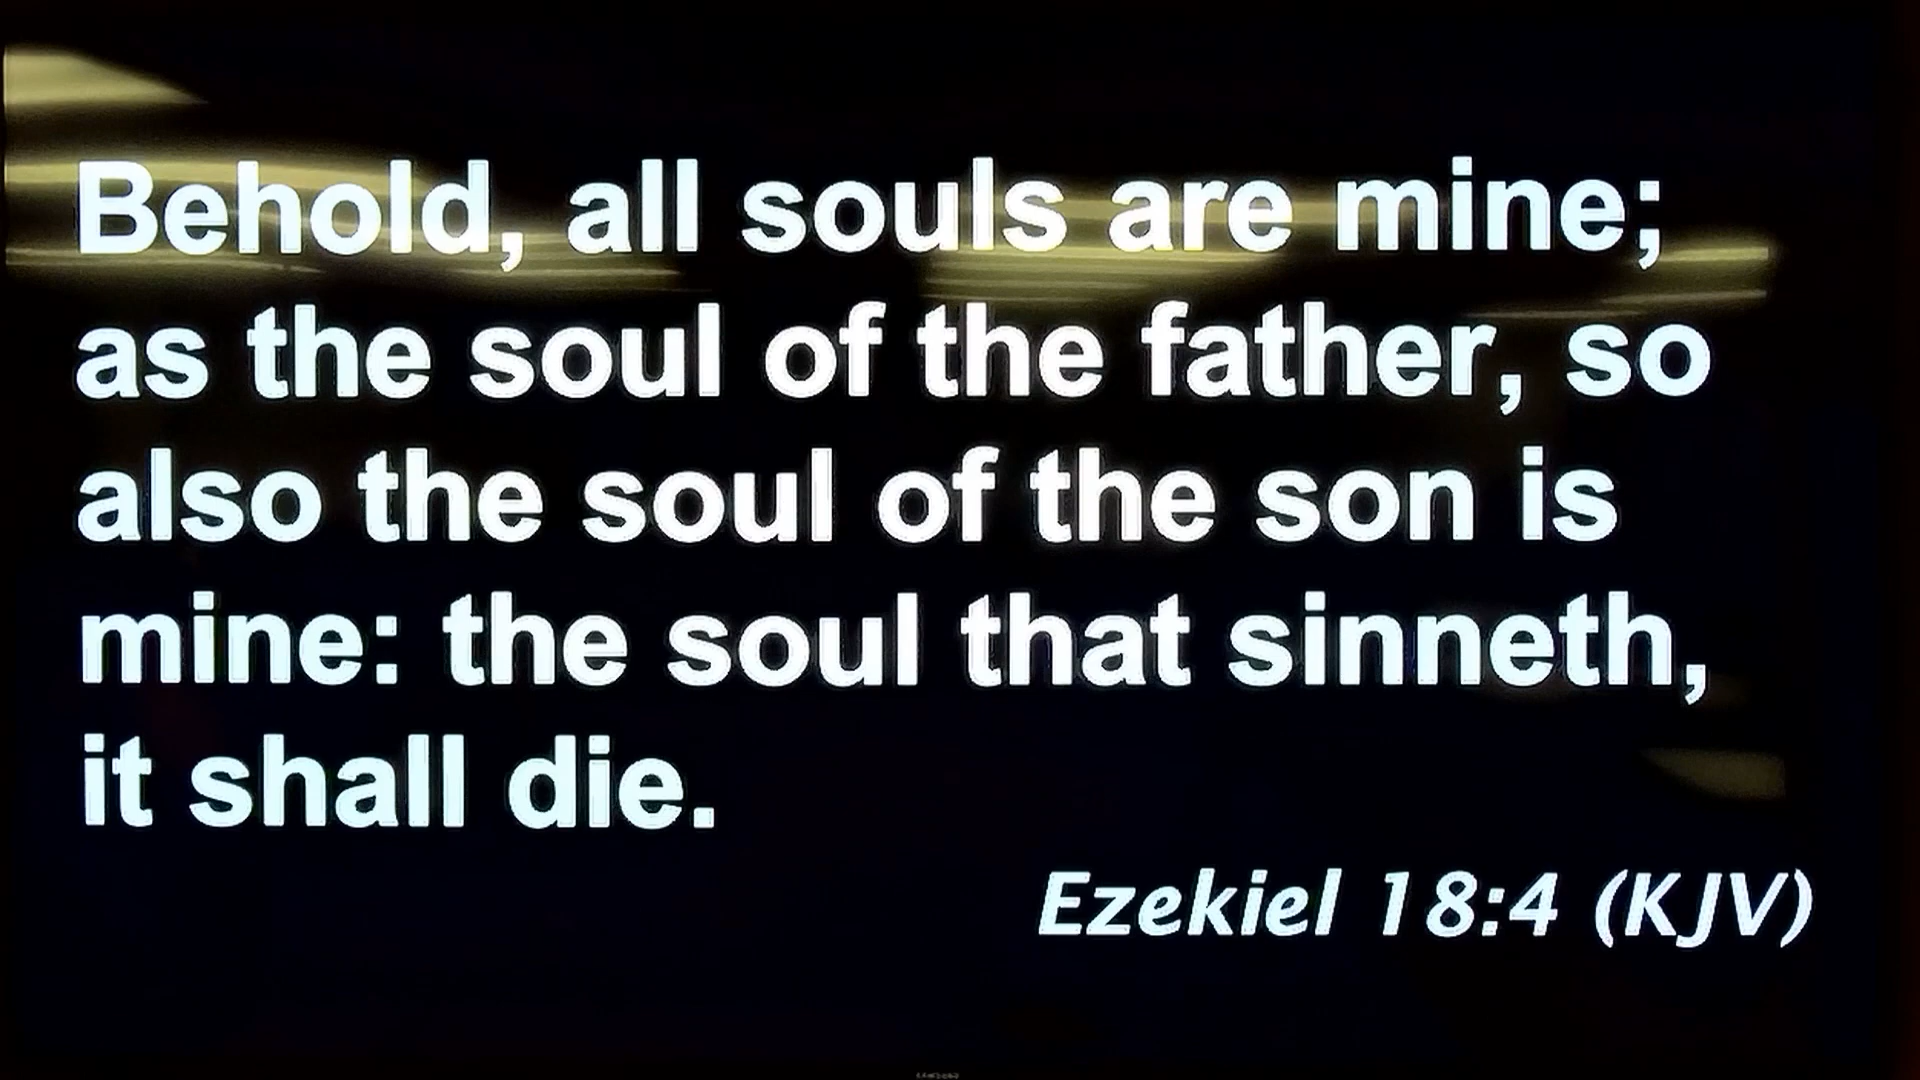 Behold, all souls are mine;
as the soul of the father, so
also the soul of the son is
mine: the soul that sinneth,
it shall die.
Ezekiel 18:4 (KJV)